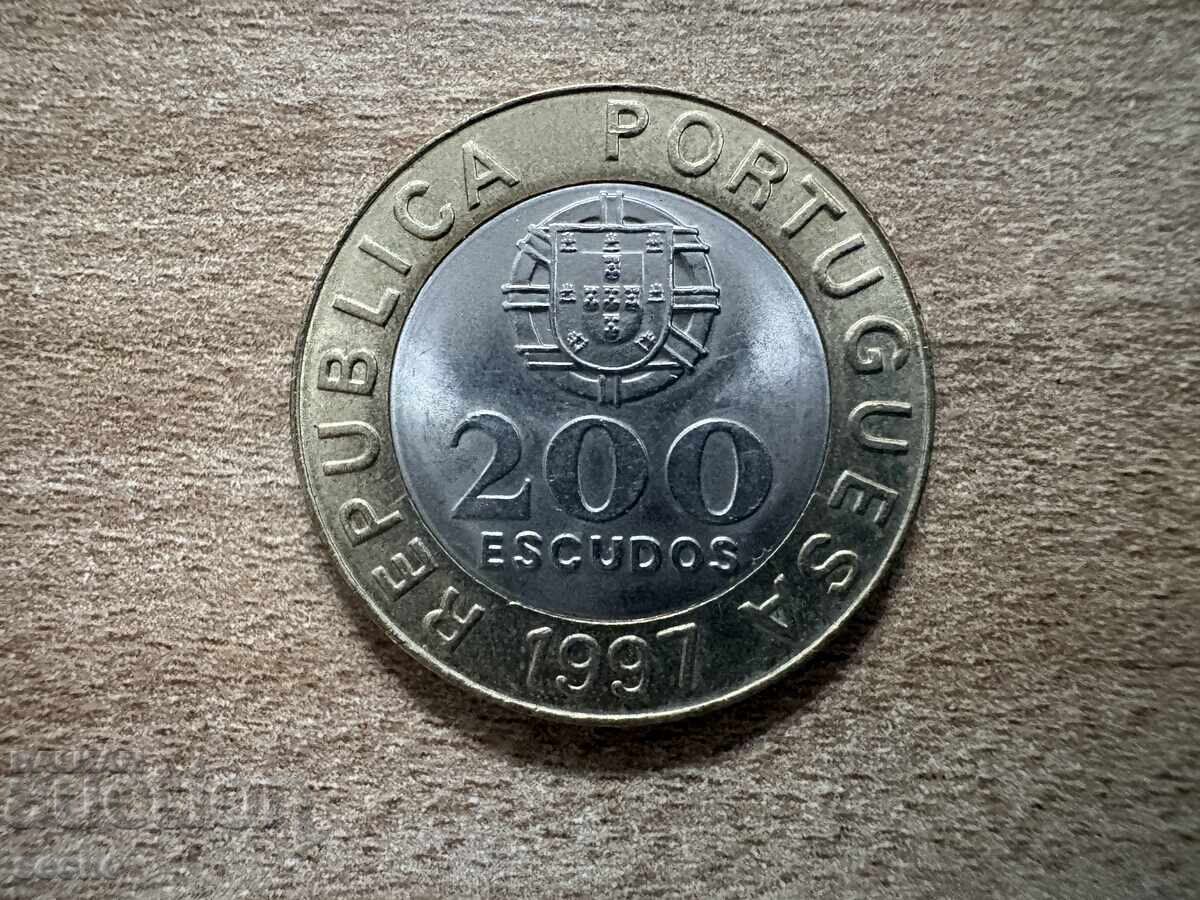 REPUBLICA PORTUGUESA
200
ESCUDOS
1997